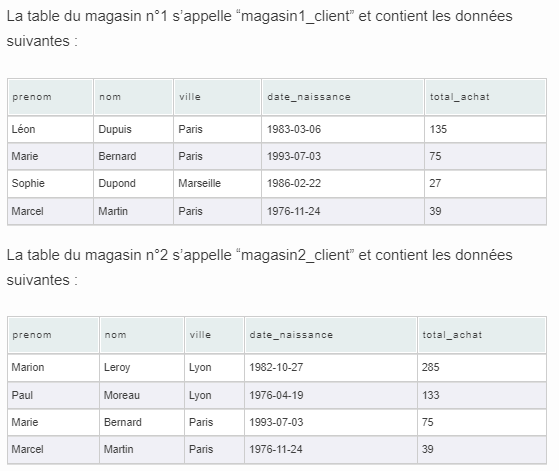 La table du magasin n°1 s’appelle “magasin1_client” et contient les données
suivantes :
prenom nom ville date_naissance total_achat
Léon Dupuis Paris 1983-03-06 135
Marie Bernard Paris 1993-07-03 75
Sophie Dupond Marseille 1986-02-22 27
Marcel Martin Paris 1976-11-24 39
La table du magasin n°2 s’appelle “magasin2_client” et contient les données
suivantes :
prenom nom ville date_naissance total_achat
Marion Leroy Lyon 1982-10-27 285
Paul Moreau Lyon 1976-04-19 133
Marie Bernard Paris 1993-07-03 75
Marcel Martin Paris 1976-11-24 39